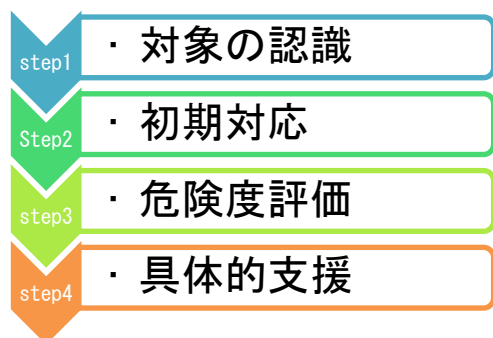 step1
・対象の認識
Step2
・初期対応
step3
・危険度評価
step4
・具体的支援